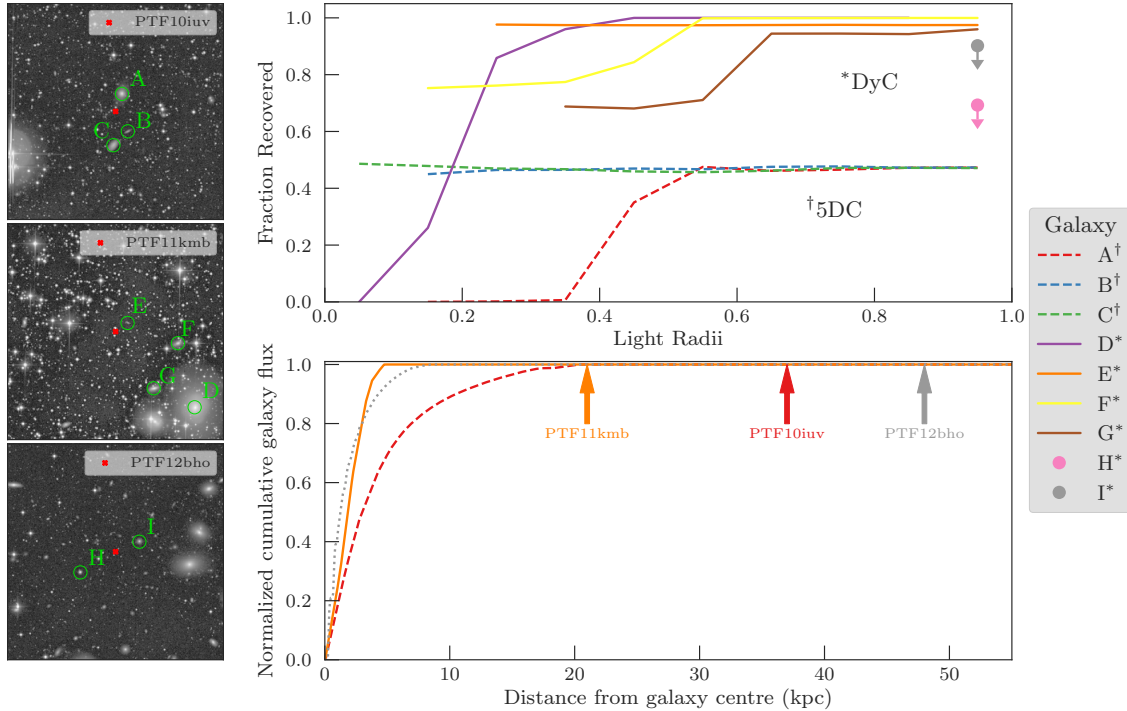 PTF10iuv
A
B
C
PTF11kmb
E
F
G
D
PTF12bho
I
H
Fraction Recovered
1.0
0.8
0.6
0.4
0.2
0.0
*DyC
†5DC
0.0 0.2 0.4 0.6 0.8 1.0
Light Radii
Normalized cumulative galaxy flux
1.0
0.8
0.6
0.4
0.2
0.0
PTF11kmb PTF10iuv PTF12bho
0 10 20 30 40 50
Distance from galaxy centre (kpc)
Galaxy
A†
B†
C†
D*
E*
F*
G*
H*
I*